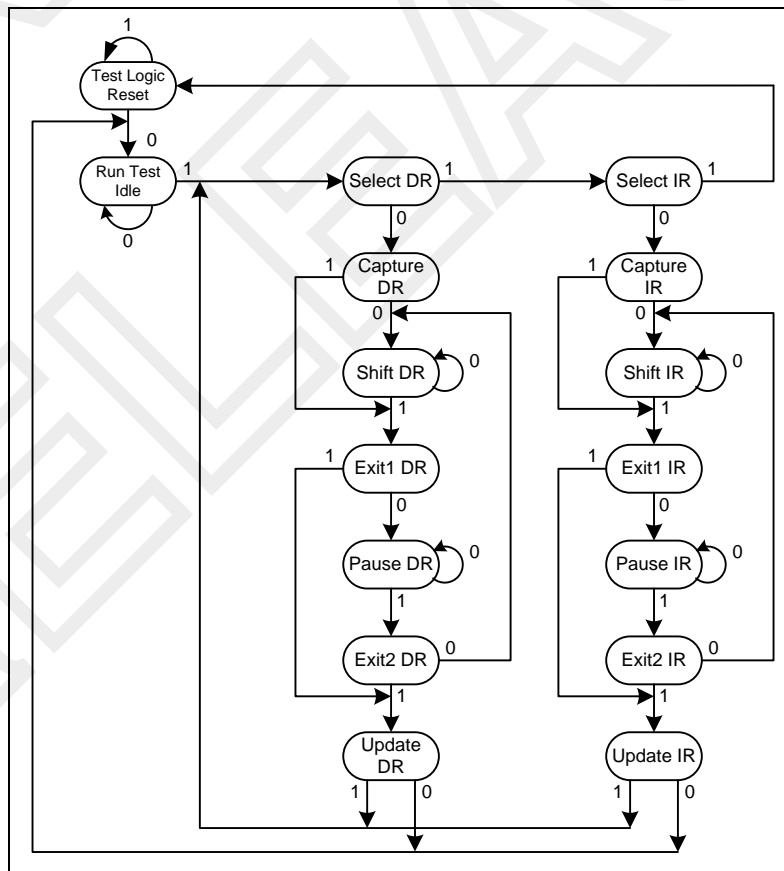 1
Test Logic
Reset
0
Run Test
Idle
1
0
Select DR
1
Select IR
1
0
0
1
Capture
DR
0
1
Capture
IR
0
Shift DR
0
Shift IR
0
1
1
1
Exit1 DR
0
1
Exit1 IR
0
Pause DR
0
Pause IR
0
1
1
Exit2 DR
0
Exit2 IR
0
1
1
Update
DR
1
0
Update IR
1
0